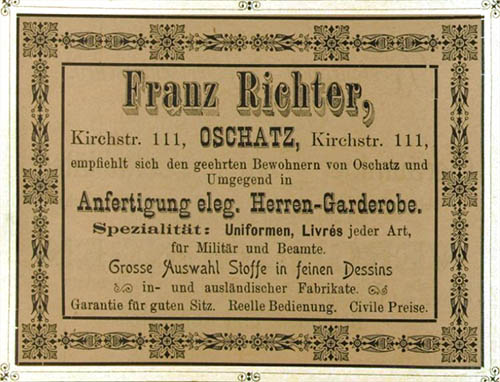 Franz Richter,
Kirchstr. 111, OSCHATZ, Kirchstr. 111,
empfiehlt sich den geehrten Bewohnern von Oschatz und
Umgegend in
Anfertigung eleg. Herren-Garderobe.
Spezialität: Uniformen, Livrés jeder Art,
für Militär und Beamte.
Grosse Auswahl Stoffe in feinen Dessins
in- und ausländischer Fabrikate.
Garantie für guten Sitz. Reelle Bedienung. Civile Preise.